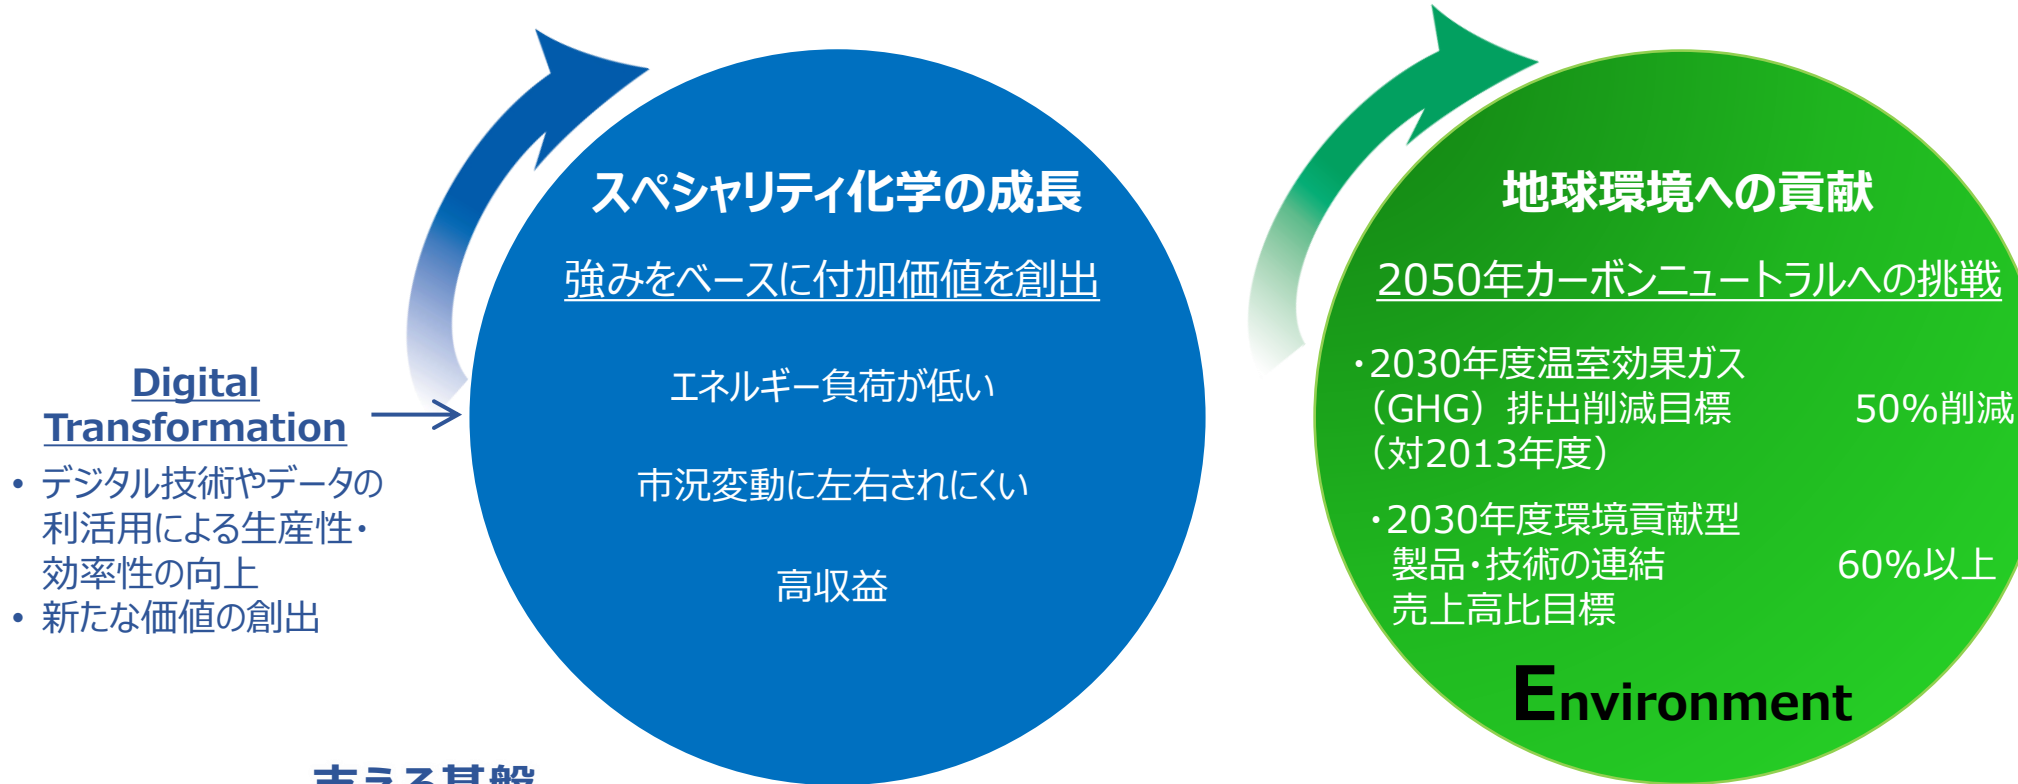 スペシャリティ化学の成長
強みをベースに付加価値を創出
エネルギー負荷が低い
市況変動に左右されにくい
高収益
Digital
Transformation
• デジタル技術やデータの
利活用による生産性・
効率性の向上
• 新たな価値の創出
地球環境への貢献
2050年カーボンニュートラルへの挑戦
・2030年度温室効果ガス
（GHG）排出削減目標 50%削減
（対2013年度）
・2030年度環境貢献型
製品・技術の連結 60%以上
売上高比目標
Environment
支える基盤